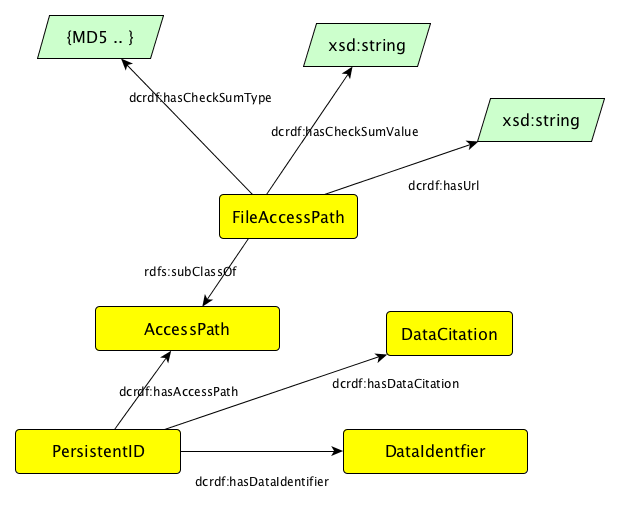 {MD5 .. }
xsd:string
dcrdf:hasCheckSumType
xsd:string
dcrdf:hasCheckSumValue
dcrdf:hasUrl
FileAccessPath
rdfs:subClassOf
AccessPath
DataCitation
dcrdf:hasAccessPath
dcrdf:hasDataCitation
PersistentID
DataIdentfier
dcrdf:hasDataIdentifier